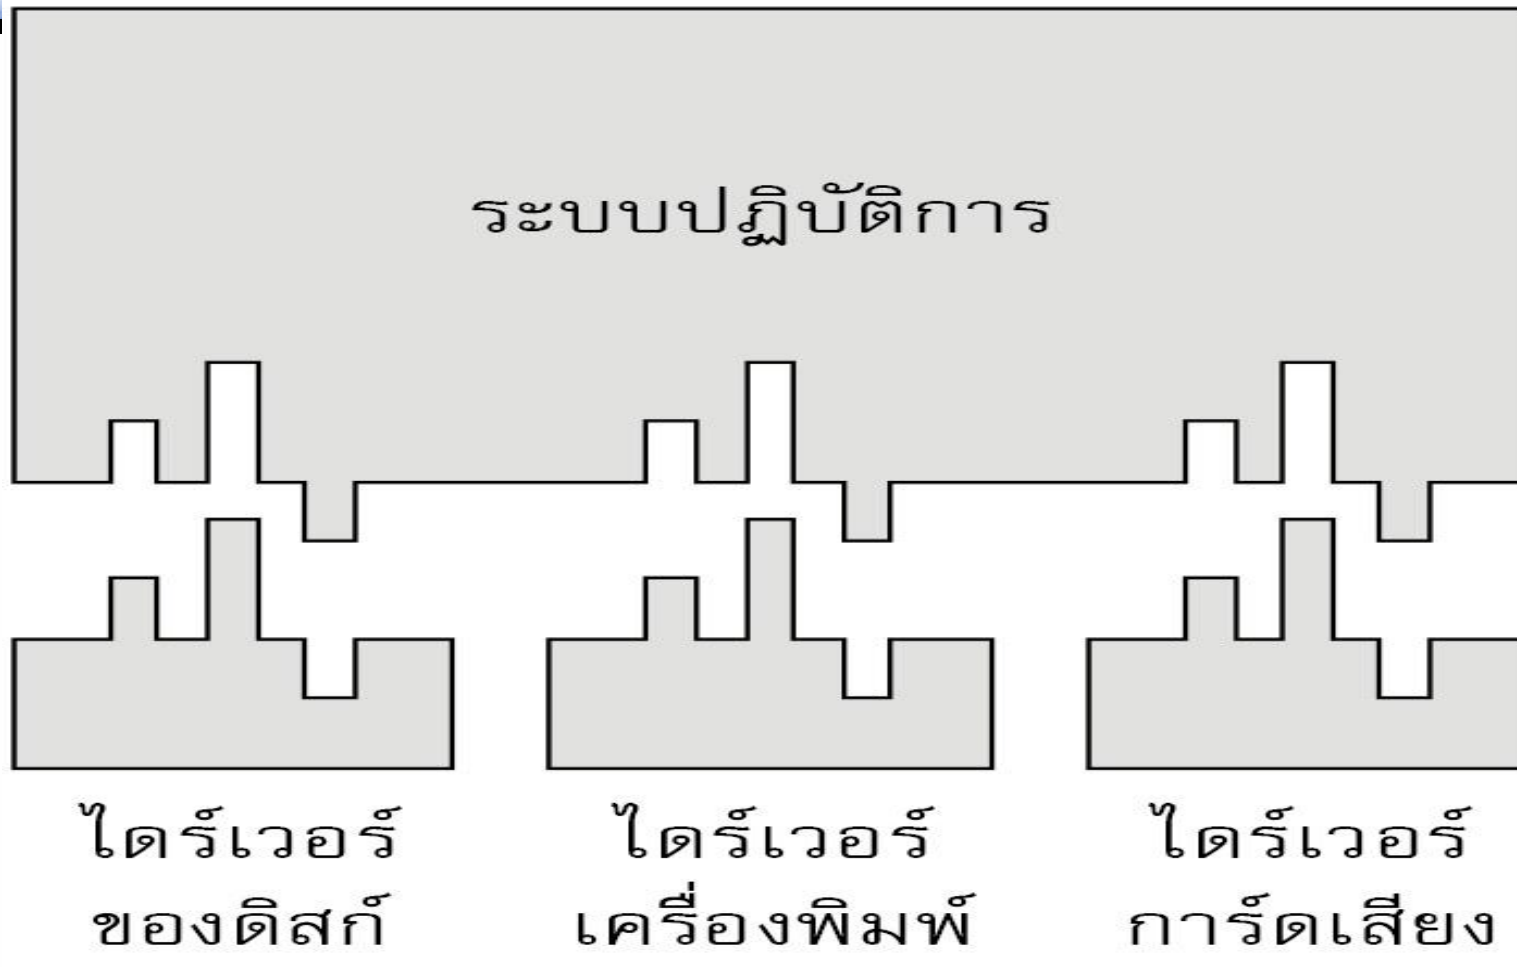 ระบบปฏิบัติการ
ไดร์เวอร์
ของดิสก์
ไดร์เวอร์
เครื่องพิมพ์
ไดร์เวอร์
การ์ดเสียง